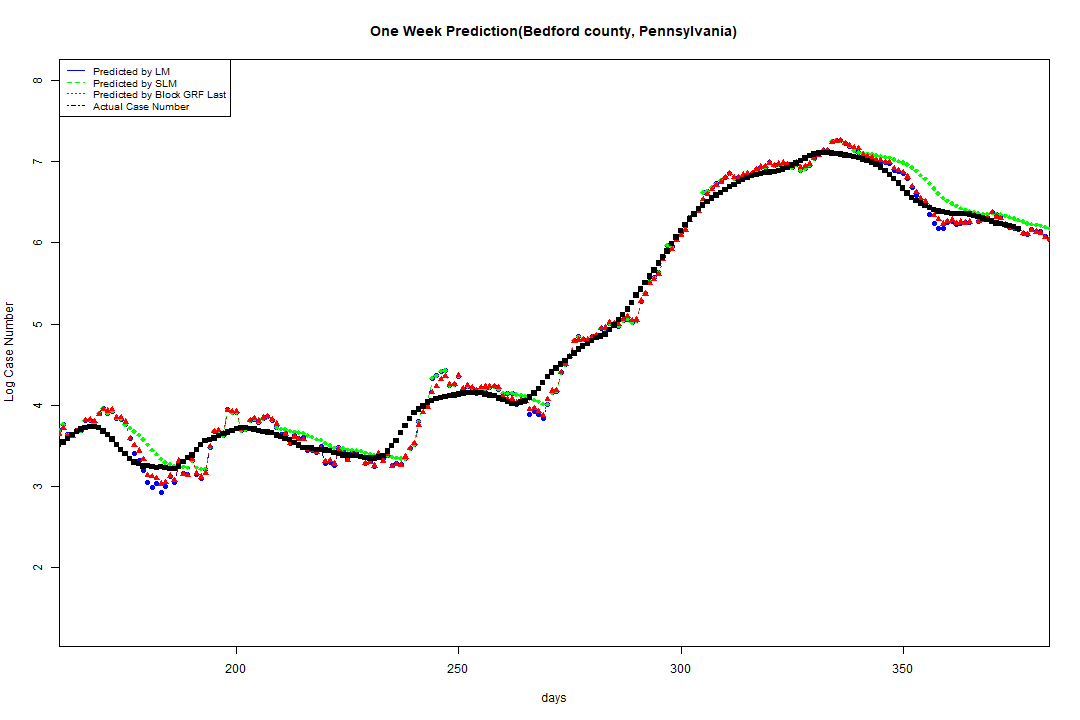 One Week Prediction(Bedford county, Pennsylvania)
Predicted by LM
Predicted by SLM
Predicted by Block GRF Last
Actual Case Number
8
7
6
5
4
3
2
Log Case Number
200 250 300 350
days